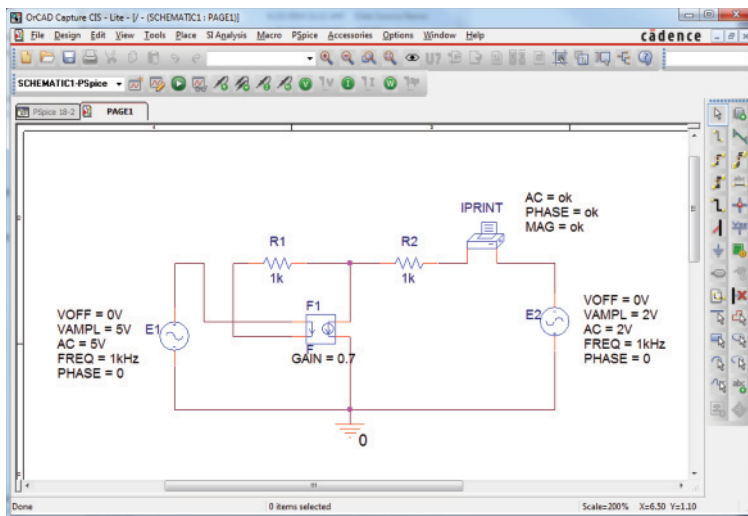 OrCAD Capture CIS - Lite - [/ - (SCHEMATIC1 : PAGE1)]
File Design Edit View Tools Place SI Analysis Macro PSpice Accessories Options Window Help
cādence
SCHEMATIC1-PSpice
PSpice 18-2
PAGE1
AC = ok
PHASE = ok
MAG = ok
IPRINT
R1
1k
R2
1k
F1
F
GAIN = 0.7
VOFF = 0V
VAMPL = 5V
AC = 5V
FREQ = 1kHz
PHASE = 0
E1
E2
VOFF = 0V
VAMPL = 2V
AC = 2V
FREQ = 1kHz
PHASE = 0
0
Done
0 items selected
Scale=200% X=6.50 Y=1.10